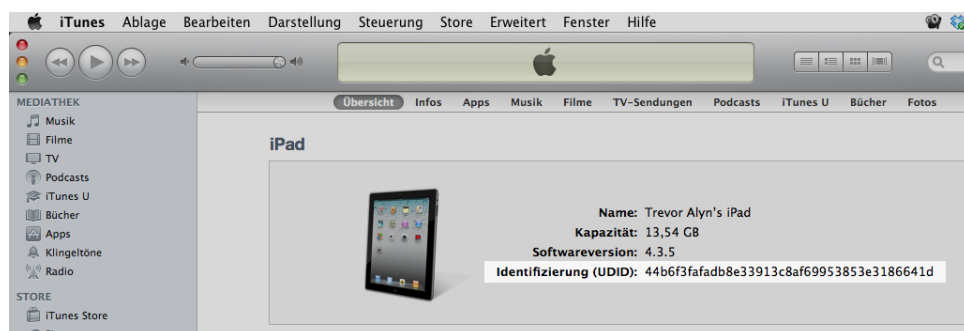 iTunes Ablage Bearbeiten Darstellung Steuerung Store Erweitert Fenster Hilfe
Übersicht Infos Apps Musik Filme TV-Sendungen Podcasts iTunes U Bücher Fotos
MEDIATHEK
Musik
Filme
TV
Podcasts
iTunes U
Bücher
Apps
Klingeltöne
Radio
STORE
iTunes Store
iPad
Name: Trevor Alyn's iPad
Kapazität: 13,54 GB
Softwareversion: 4.3.5
Identifizierung (UDID): 44b6f3fafadb8e33913c8af69953853e3186641d